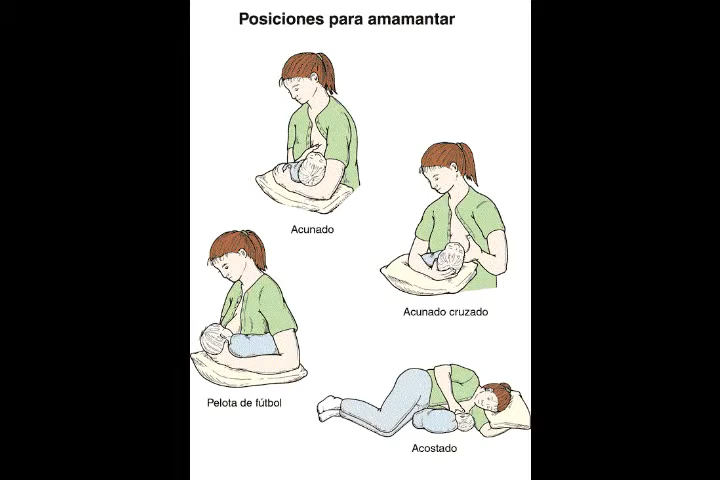 Posiciones para amamantar
Acunado
Acunado cruzado
Pelota de fútbol
Acostado